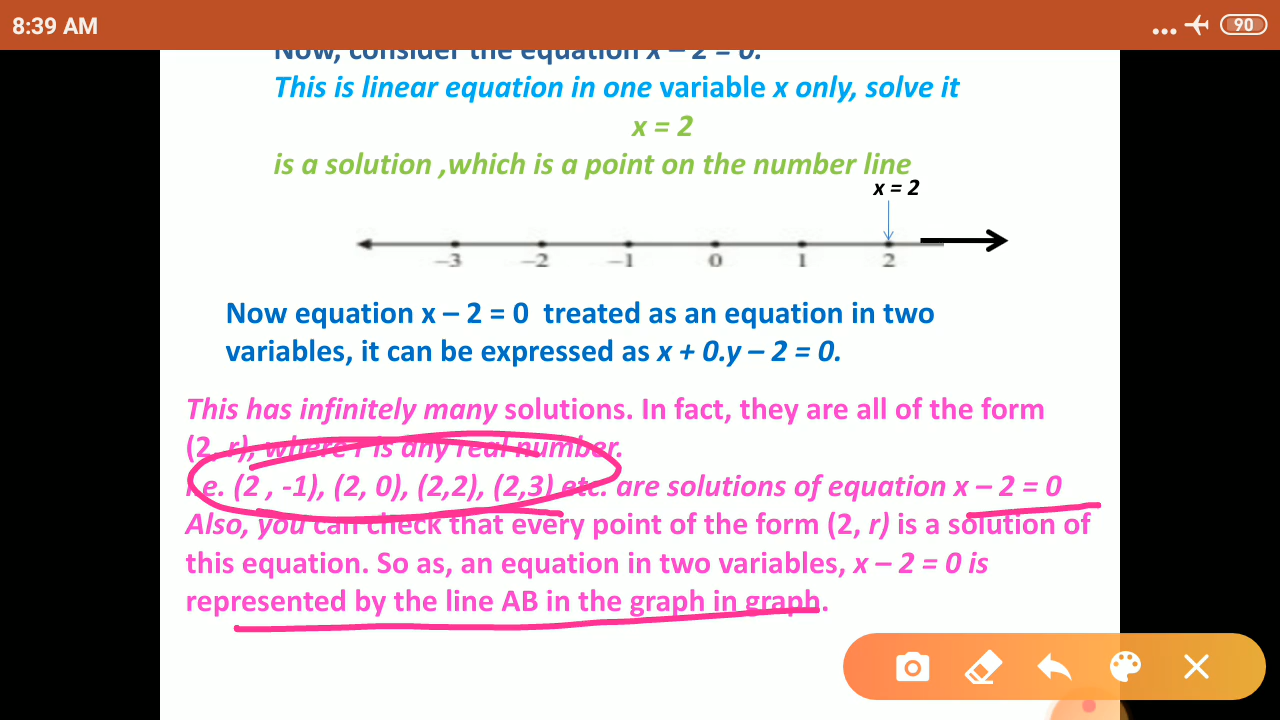 8:39 AM
90
Now, consider the equation x – 2 = 0.
This is linear equation in one variable x only, solve it
x = 2
is a solution ,which is a point on the number line
x = 2
–3 –2 –1 0 1 2
Now equation x – 2 = 0 treated as an equation in two
variables, it can be expressed as x + 0.y – 2 = 0.
This has infinitely many solutions. In fact, they are all of the form
(2, r), where r is any real number.
i.e. (2 , -1), (2, 0), (2,2), (2,3) etc. are solutions of equation x – 2 = 0
Also, you can check that every point of the form (2, r) is a solution of
this equation. So as, an equation in two variables, x – 2 = 0 is
represented by the line AB in the graph in graph.